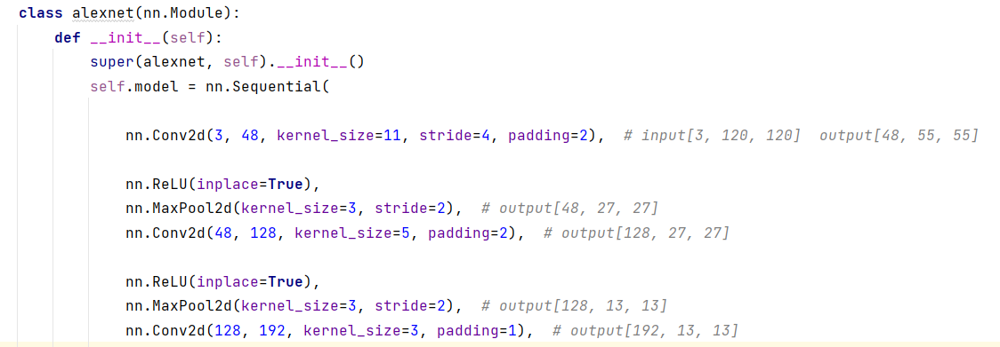 class alexnet(nn.Module):
def __init__(self):
super(alexnet, self).__init__()
self.model = nn.Sequential(
nn.Conv2d(3, 48, kernel_size=11, stride=4, padding=2),  # input[3, 120, 120]  output[48, 55, 55]
nn.ReLU(inplace=True),
nn.MaxPool2d(kernel_size=3, stride=2),  # output[48, 27, 27]
nn.Conv2d(48, 128, kernel_size=5, padding=2),  # output[128, 27, 27]
nn.ReLU(inplace=True),
nn.MaxPool2d(kernel_size=3, stride=2),  # output[128, 13, 13]
nn.Conv2d(128, 192, kernel_size=3, padding=1),  # output[192, 13, 13]